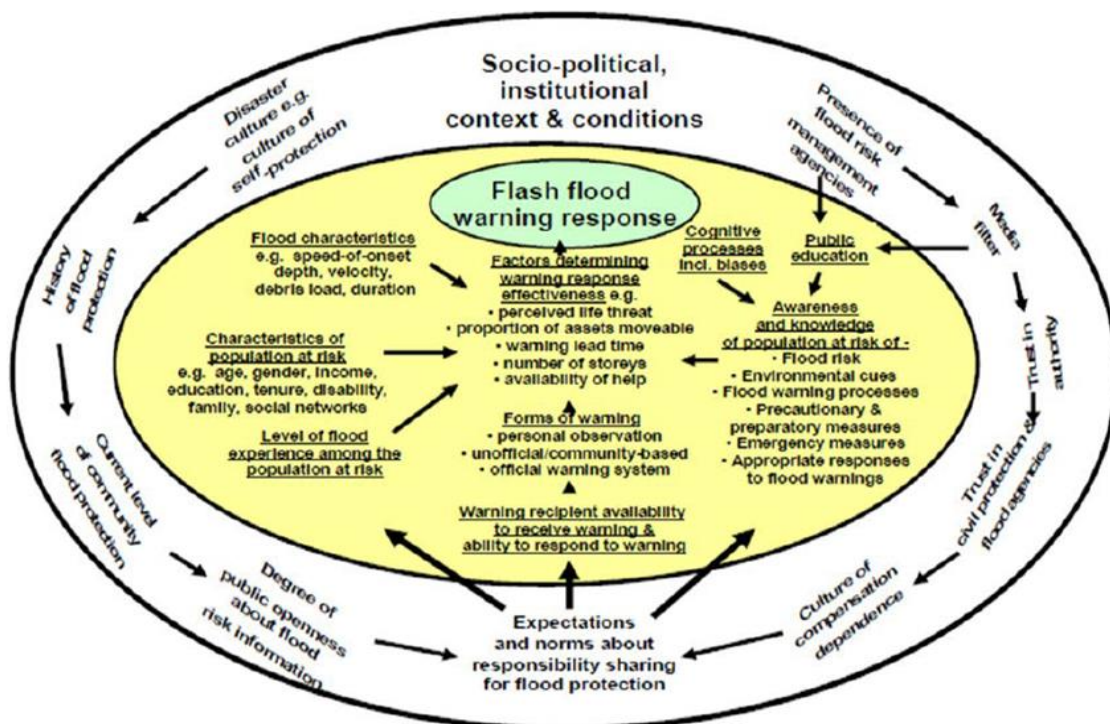 Socio-political,
institutional
context & conditions
Disaster
culture e.g.
culture of
self-protection
History
of flood
protection
Current level
of community
flood protection
Degree of
public openness
about flood
risk information
Expectations
and norms about
responsibility sharing
for flood protection
Presence of
flood risk
management
agencies
Media
filter
Trust in
authority
Trust in
civil protection &
flood agencies
Culture of
compensation
dependence
Flash flood
warning response
Flood characteristics
e.g. speed-of-onset
depth, velocity,
debris load, duration
Characteristics of
population at risk
e.g. age, gender, income,
education, tenure, disability,
family, social networks
Level of flood
experience among the
population at risk
Factors determining
warning response
effectiveness e.g.
• perceived life threat
• proportion of assets moveable
• warning lead time
• number of storeys
• availability of help
Forms of warning
• personal observation
• unofficial/community-based
• official warning system
Warning recipient availability
to receive warning &
ability to respond to warning
Cognitive
processes
incl. biases
Public
education
Awareness
and knowledge
of population at risk of -
• Flood risk
• Environmental cues
• Flood warning processes
• Precautionary &
preparatory measures
• Emergency measures
• Appropriate responses
to flood warnings